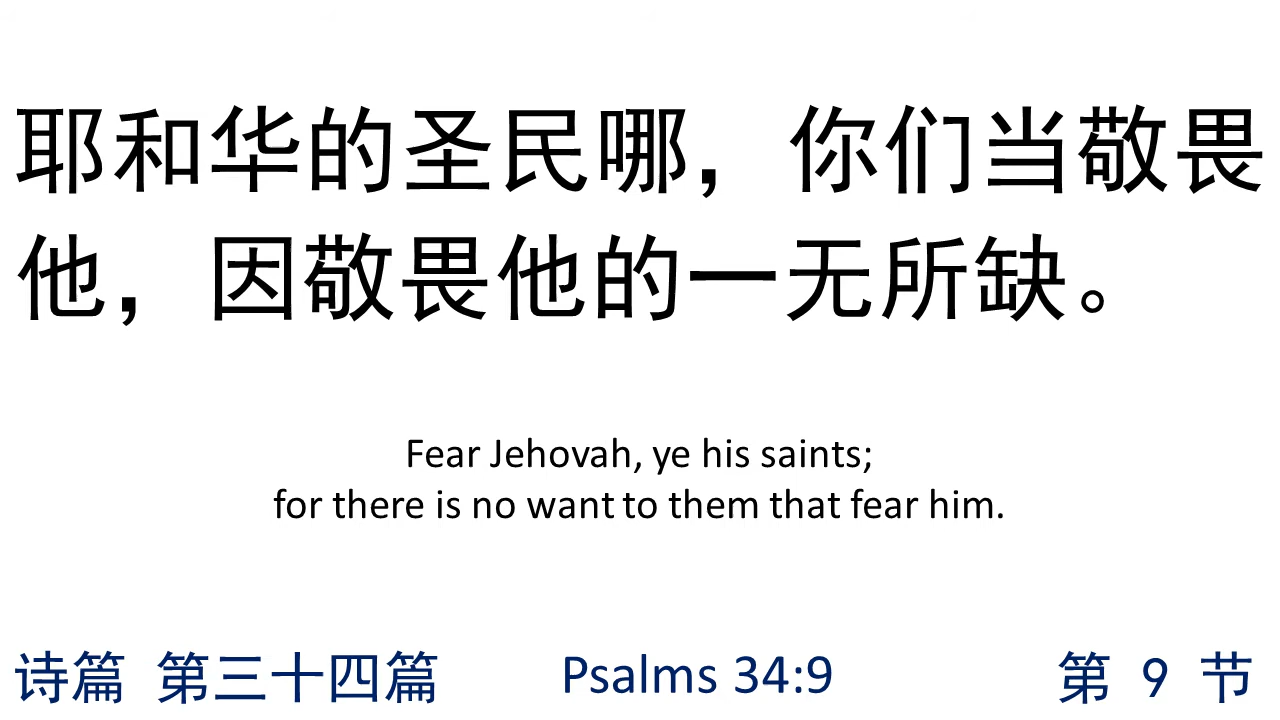 耶和华的圣民哪，你们当敬畏
他，因敬畏他的一无所缺。
Fear Jehovah, ye his saints;
for there is no want to them that fear him.
诗篇 第三十四篇 Psalms 34:9 第 9 节